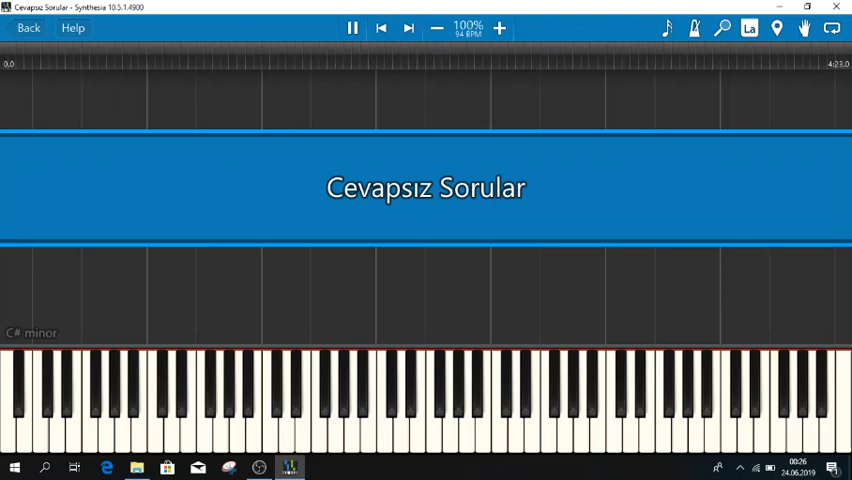 Cevapsız Sorular - Synthesia 10.5.1.4900
Back Help 100% La
94 BPM
0.0 4:23.0
Cevapsız Sorular
C# minor
00:26
24.06.2019